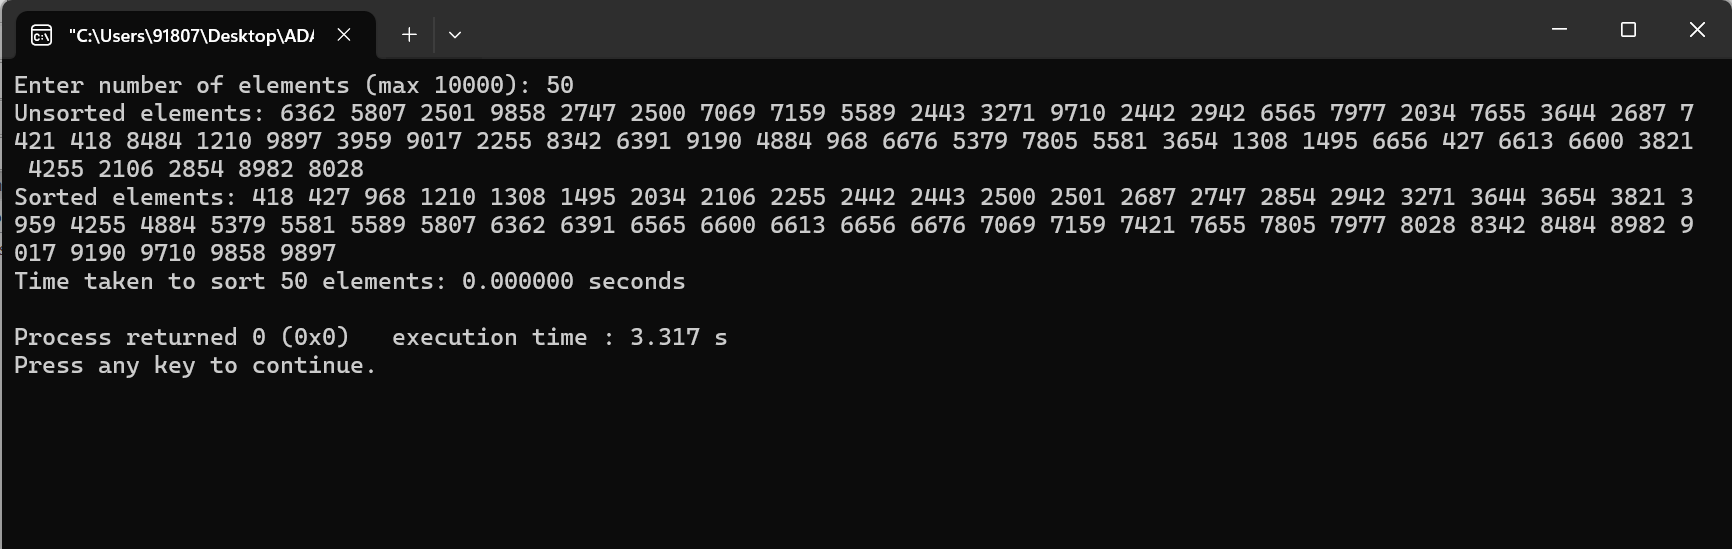 "C:\Users\91807\Desktop\ADA
Enter number of elements (max 10000): 50
Unsorted elements: 6362 5807 2501 9858 2747 2500 7069 7159 5589 2443 3271 9710 2442 2942 6565 7977 2034 7655 3644 2687 7
421 418 8484 1210 9897 3959 9017 2255 8342 6391 9190 4884 968 6676 5379 7805 5581 3654 1308 1495 6656 427 6613 6600 3821
 4255 2106 2854 8982 8028
Sorted elements: 418 427 968 1210 1308 1495 2034 2106 2255 2442 2443 2500 2501 2687 2747 2854 2942 3271 3644 3654 3821 3
959 4255 4884 5379 5581 5589 5807 6362 6391 6565 6600 6613 6656 6676 7069 7159 7421 7655 7805 7977 8028 8342 8484 8982 9
017 9190 9710 9858 9897
Time taken to sort 50 elements: 0.000000 seconds
Process returned 0 (0x0)   execution time : 3.317 s
Press any key to continue.